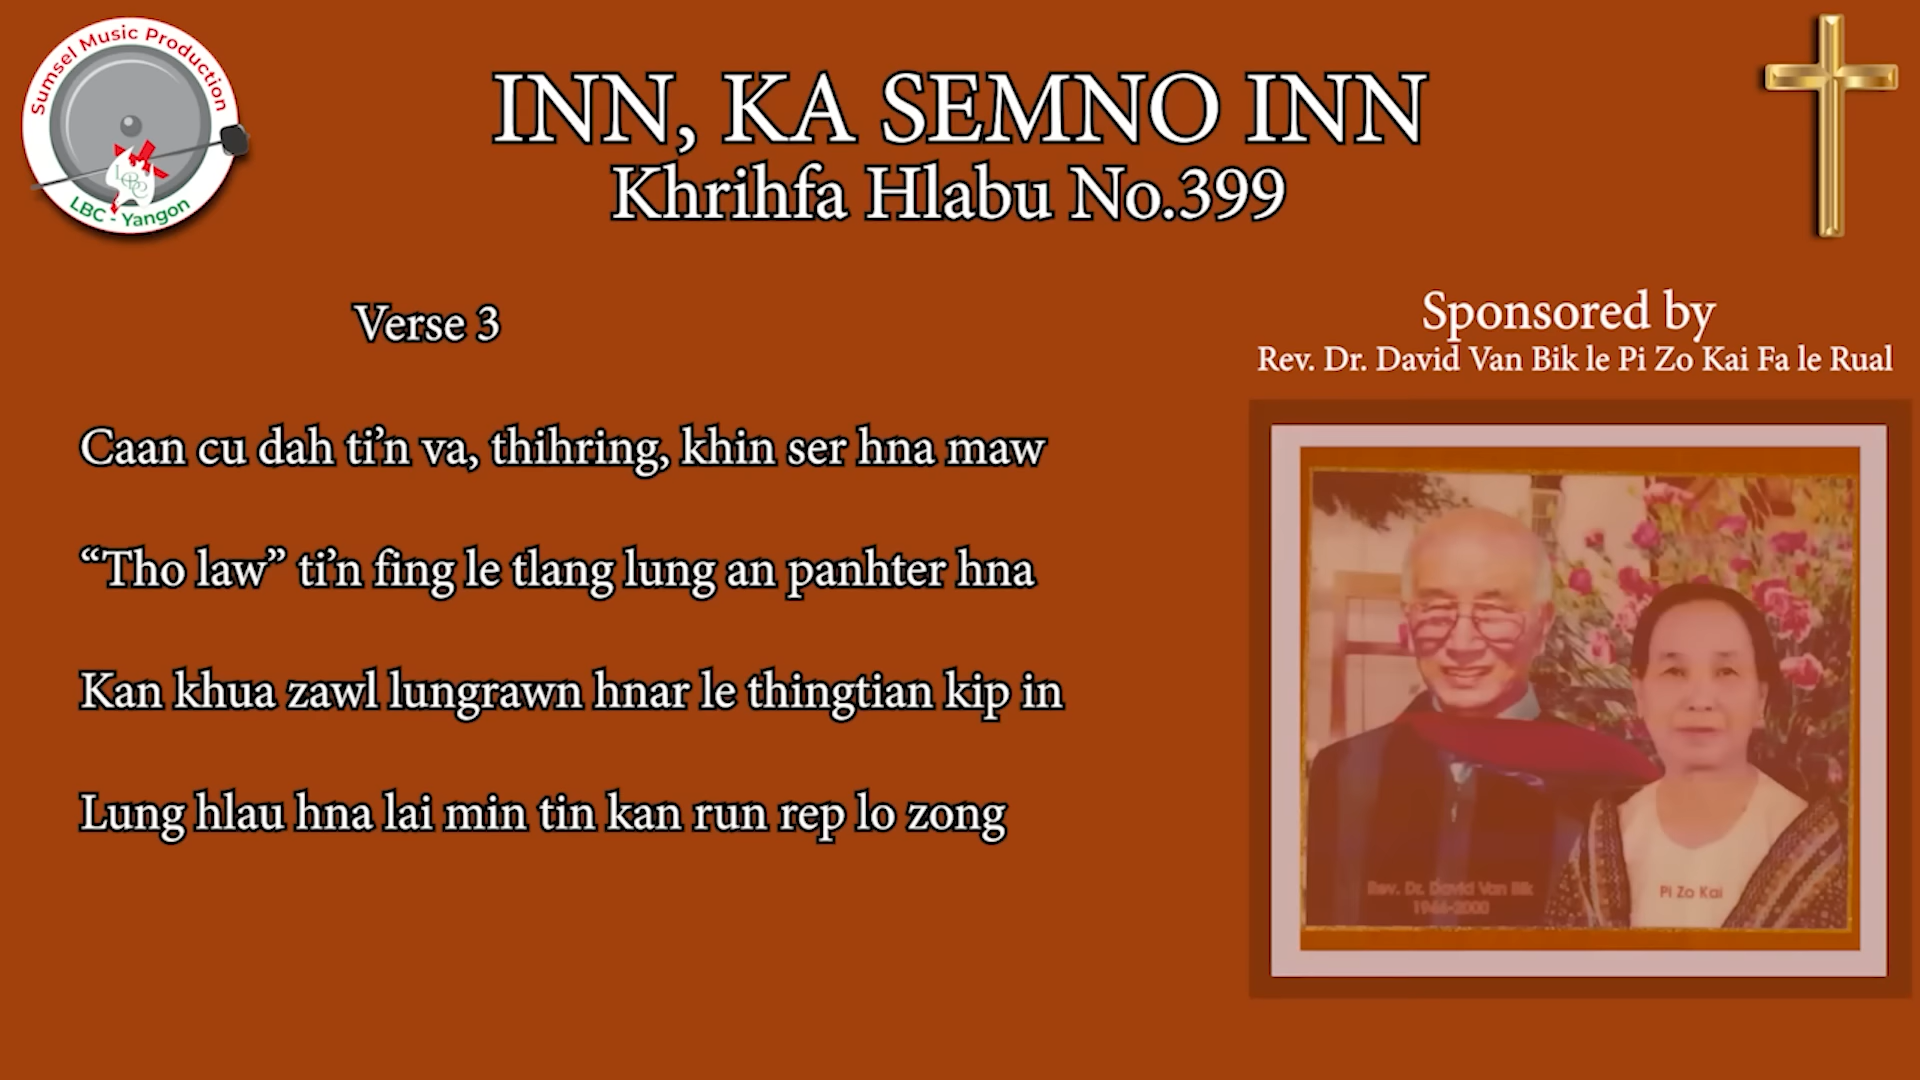 Sumsel Music Production
LBC
LBC - Yangon
INN, KA SEMNO INN
Khrihfa Hlabu No.399
Verse 3
Caan cu dah ti’n va, thihring, khin ser hna maw
“Tho law” ti’n fing le tlang lung an panhter hna
Kan khua zawl lungrawn hnar le thingtian kip in
Lung hlau hna lai min tin kan run rep lo zong
Sponsored by
Rev. Dr. David Van Bik le Pi Zo Kai Fa le Rual
Rev. Dr. David Van Bik
Pi Zo Kai